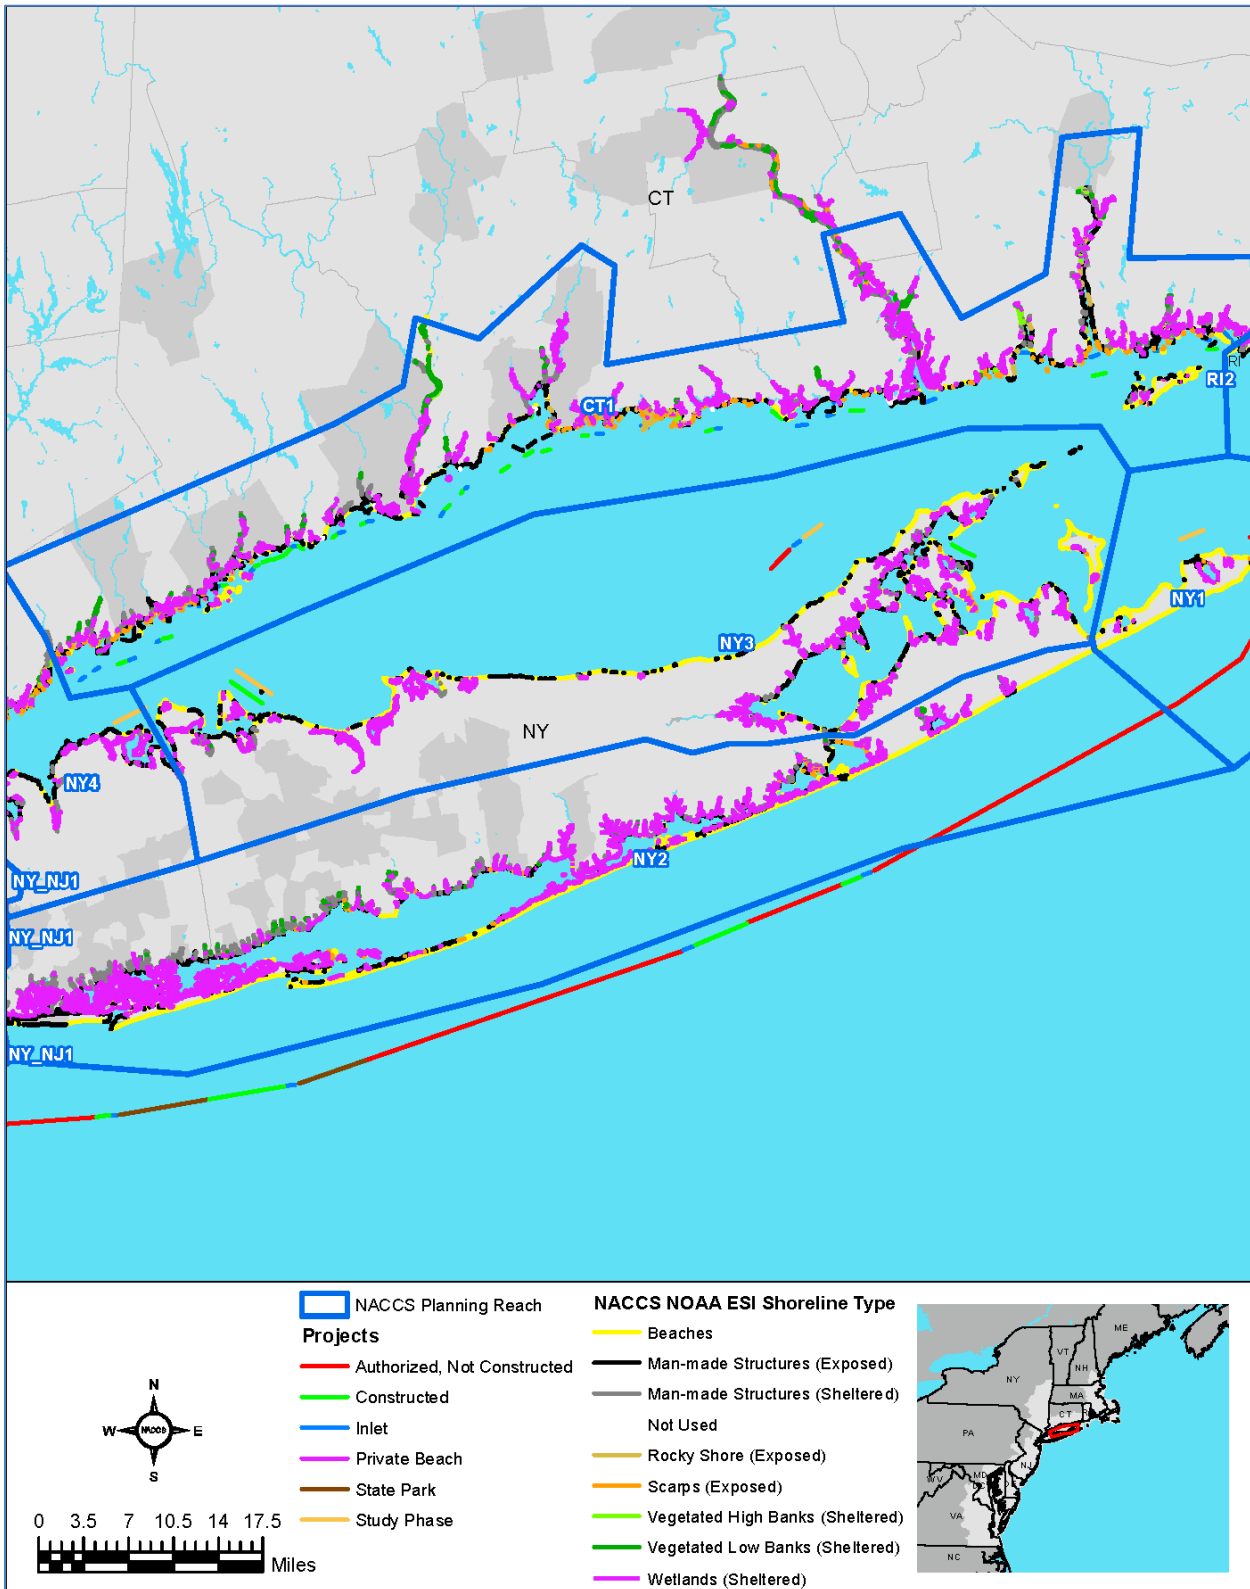 CT
CT1
RI
RI2
NY1
NY3
NY
NY4
NY2
NY_NJ1
NY_NJ1
NY_NJ1
NACCS Planning Reach
Projects
Authorized, Not Constructed
Constructed
Inlet
Private Beach
State Park
Study Phase
NACCS NOAA ESI Shoreline Type
Beaches
Man-made Structures (Exposed)
Man-made Structures (Sheltered)
Not Used
Rocky Shore (Exposed)
Scarps (Exposed)
Vegetated High Banks (Sheltered)
Vegetated Low Banks (Sheltered)
Wetlands (Sheltered)
N
W NACCS E
S
0 3.5 7 10.5 14 17.5
Miles
ME
VT
NH
NY
MA
CT
PA
NJ
MD
WV
VA
NC